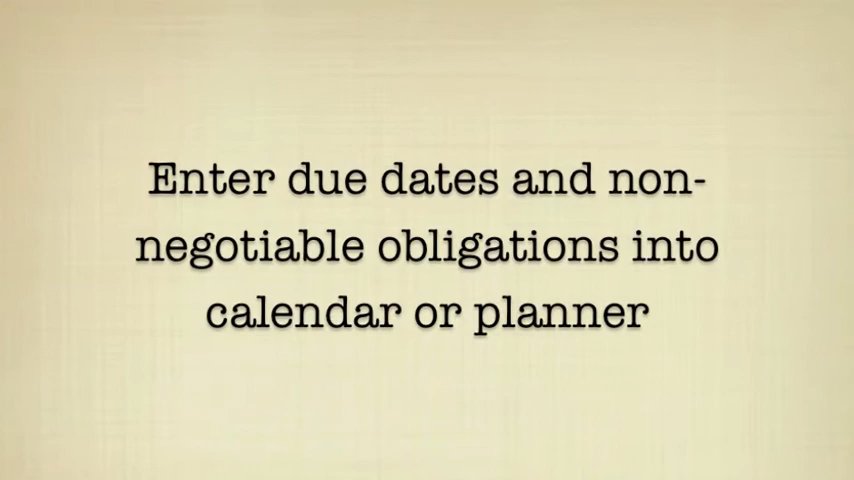 Enter due dates and non-
negotiable obligations into
calendar or planner